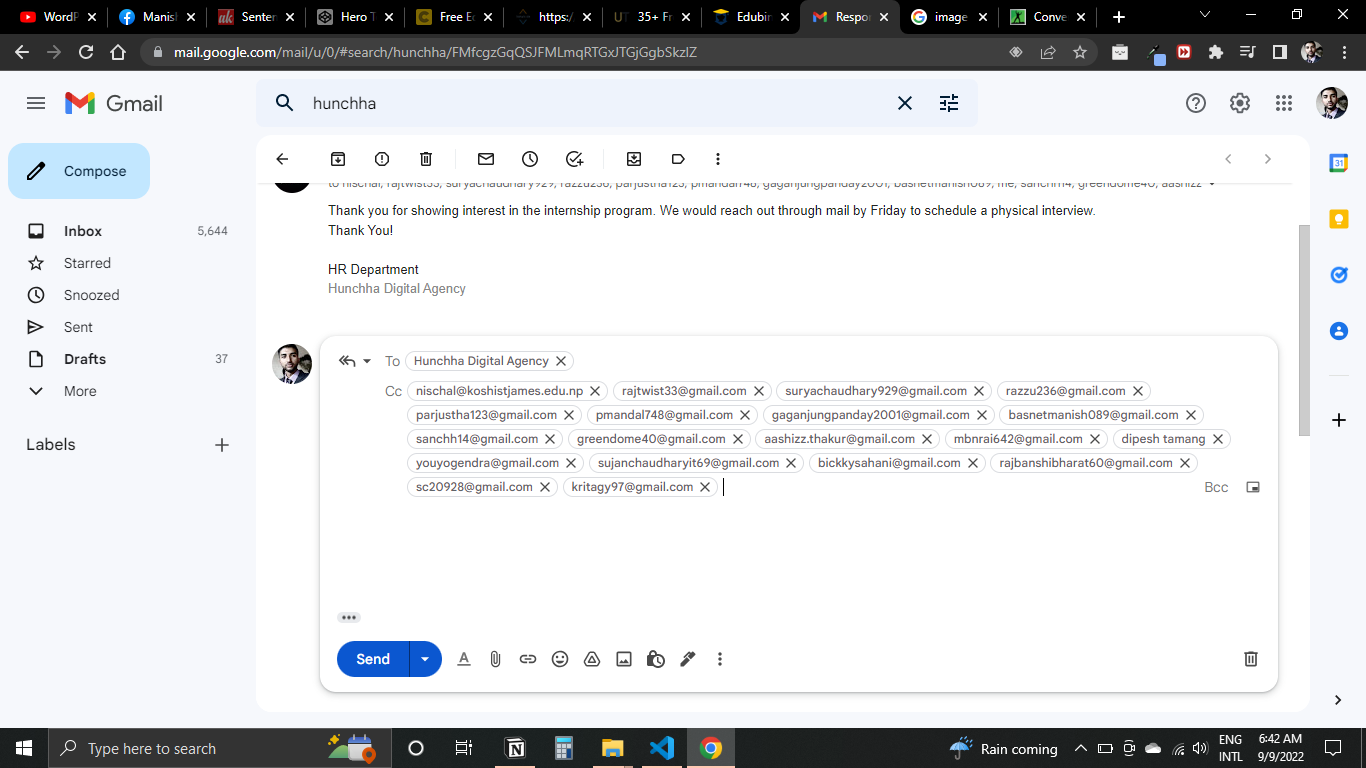 WordP Manish Senten Hero T Free Ec https:/ 35+ Fr Edubin Respo image Conve
mail.google.com/mail/u/0/#search/hunchha/FMfcgzGqQSJFMLmqRTGxJTGjGgbSkzlZ
Gmail
hunchha
Compose
Inbox 5,644
Starred
Snoozed
Sent
Drafts 37
More
Labels
to nischal, rajtwist33, suryachaudhary929, razzu236, parjustha123, pmandal748, gaganjungpanday2001, basnetmanish089, me, sanchh14, greendome40, aashizz
Thank you for showing interest in the internship program. We would reach out through mail by Friday to schedule a physical interview.
Thank You!
HR Department
Hunchha Digital Agency
To Hunchha Digital Agency
Cc nischal@koshistjames.edu.np rajtwist33@gmail.com suryachaudhary929@gmail.com razzu236@gmail.com
parjustha123@gmail.com pmandal748@gmail.com gaganjungpanday2001@gmail.com basnetmanish089@gmail.com
sanchh14@gmail.com greendome40@gmail.com aashizz.thakur@gmail.com mbnrai642@gmail.com dipesh tamang
youyogendra@gmail.com sujanchaudharyit69@gmail.com bickkysahani@gmail.com rajbanshibharat60@gmail.com
sc20928@gmail.com kritagy97@gmail.com Bcc
Send
31
Type here to search
Rain coming
ENG
INTL
6:42 AM
9/9/2022